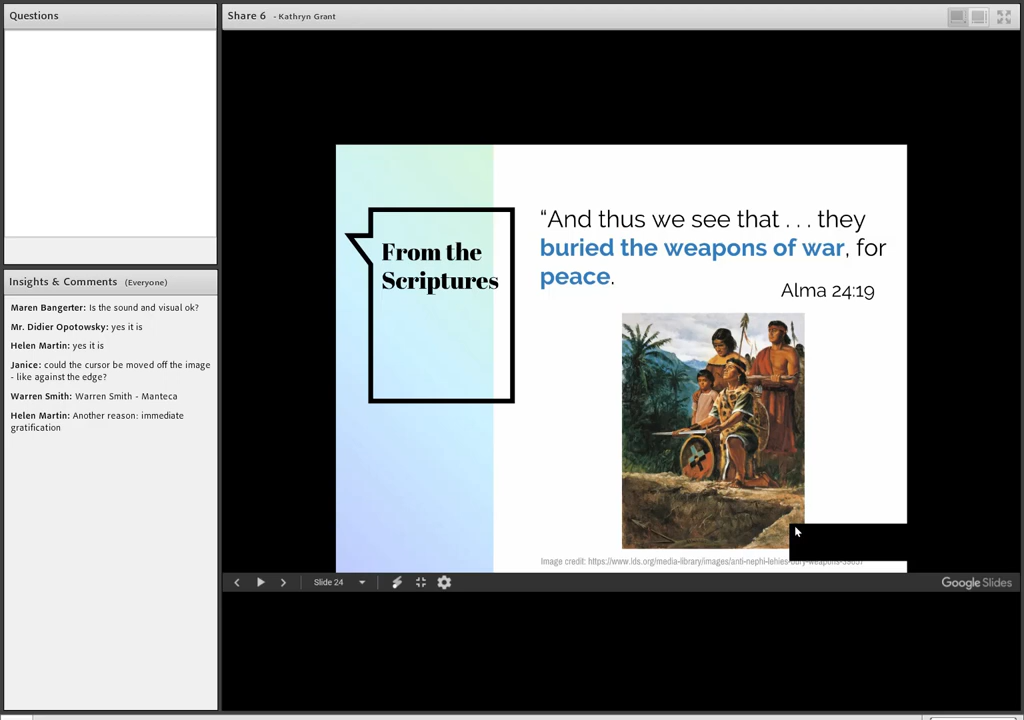 Questions
Share 6 - Kathryn Grant
Insights & Comments (Everyone)
Maren Bangerter: Is the sound and visual ok?
Mr. Didier Opotowsky: yes it is
Helen Martin: yes it is
Janice: could the cursor be moved off the image
- like against the edge?
Warren Smith: Warren Smith - Manteca
Helen Martin: Another reason: immediate
gratification
From the
Scriptures
“And thus we see that . . . they
buried the weapons of war, for
peace.
Alma 24:19
Image credit: https://www.lds.org/media-library/images/anti-nephi-lehies-bury-weapons-39657
Slide 24
Google Slides